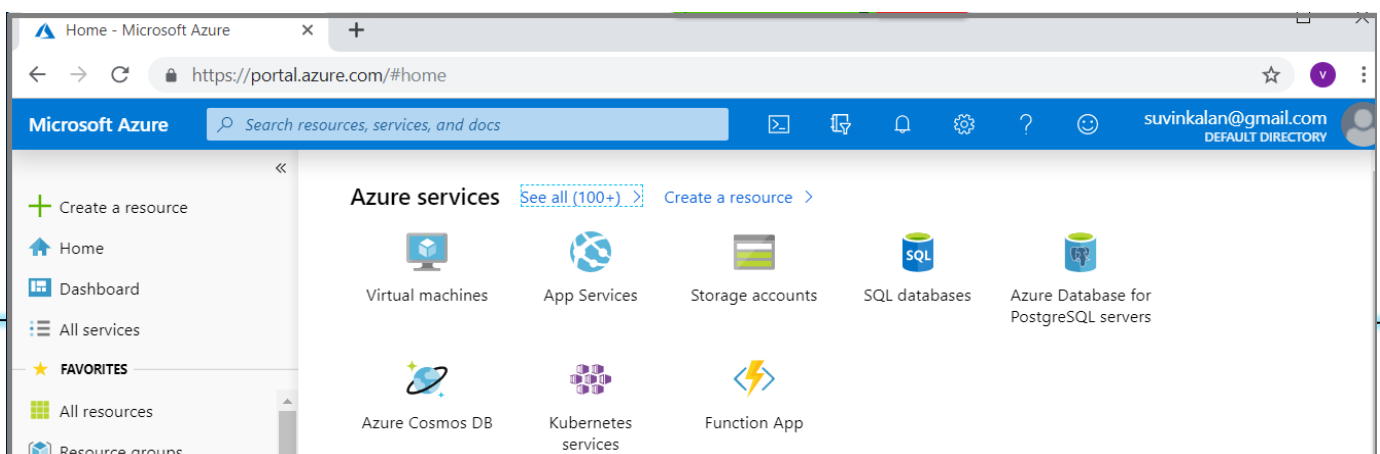 Home - Microsoft Azure
https://portal.azure.com/#home
V
Microsoft Azure
Search resources, services, and docs
suvinkalan@gmail.com
DEFAULT DIRECTORY
Create a resource
Home
Dashboard
All services
FAVORITES
All resources
Resource groups
Azure services See all (100+) Create a resource
Virtual machines
App Services
Storage accounts
SQL
SQL databases
Azure Database for
PostgreSQL servers
Azure Cosmos DB
Kubernetes
services
Function App